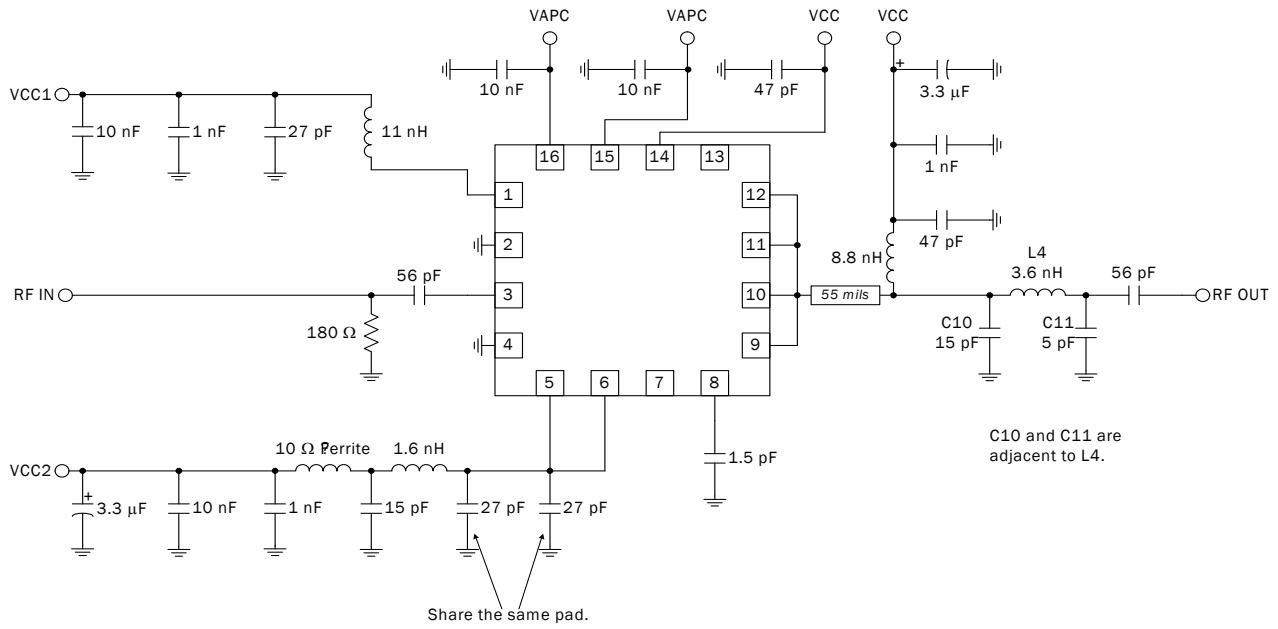 VAPC
VAPC
VCC
VCC
10 nF
10 nF
47 pF
+
3.3 µF
VCC1
10 nF
1 nF
27 pF
11 nH
1 nF
16
15
14
13
1
12
2
11
47 pF
8.8 nH
L4
3.6 nH
56 pF
RF IN
56 pF
3
10
55 mils
RF OUT
180 Ω
C10
15 pF
C11
5 pF
4
9
5
6
7
8
C10 and C11 are
adjacent to L4.
1.5 pF
VCC2
10 Ω Ferrite
1.6 nH
+
3.3 µF
10 nF
1 nF
15 pF
27 pF
27 pF
Share the same pad.